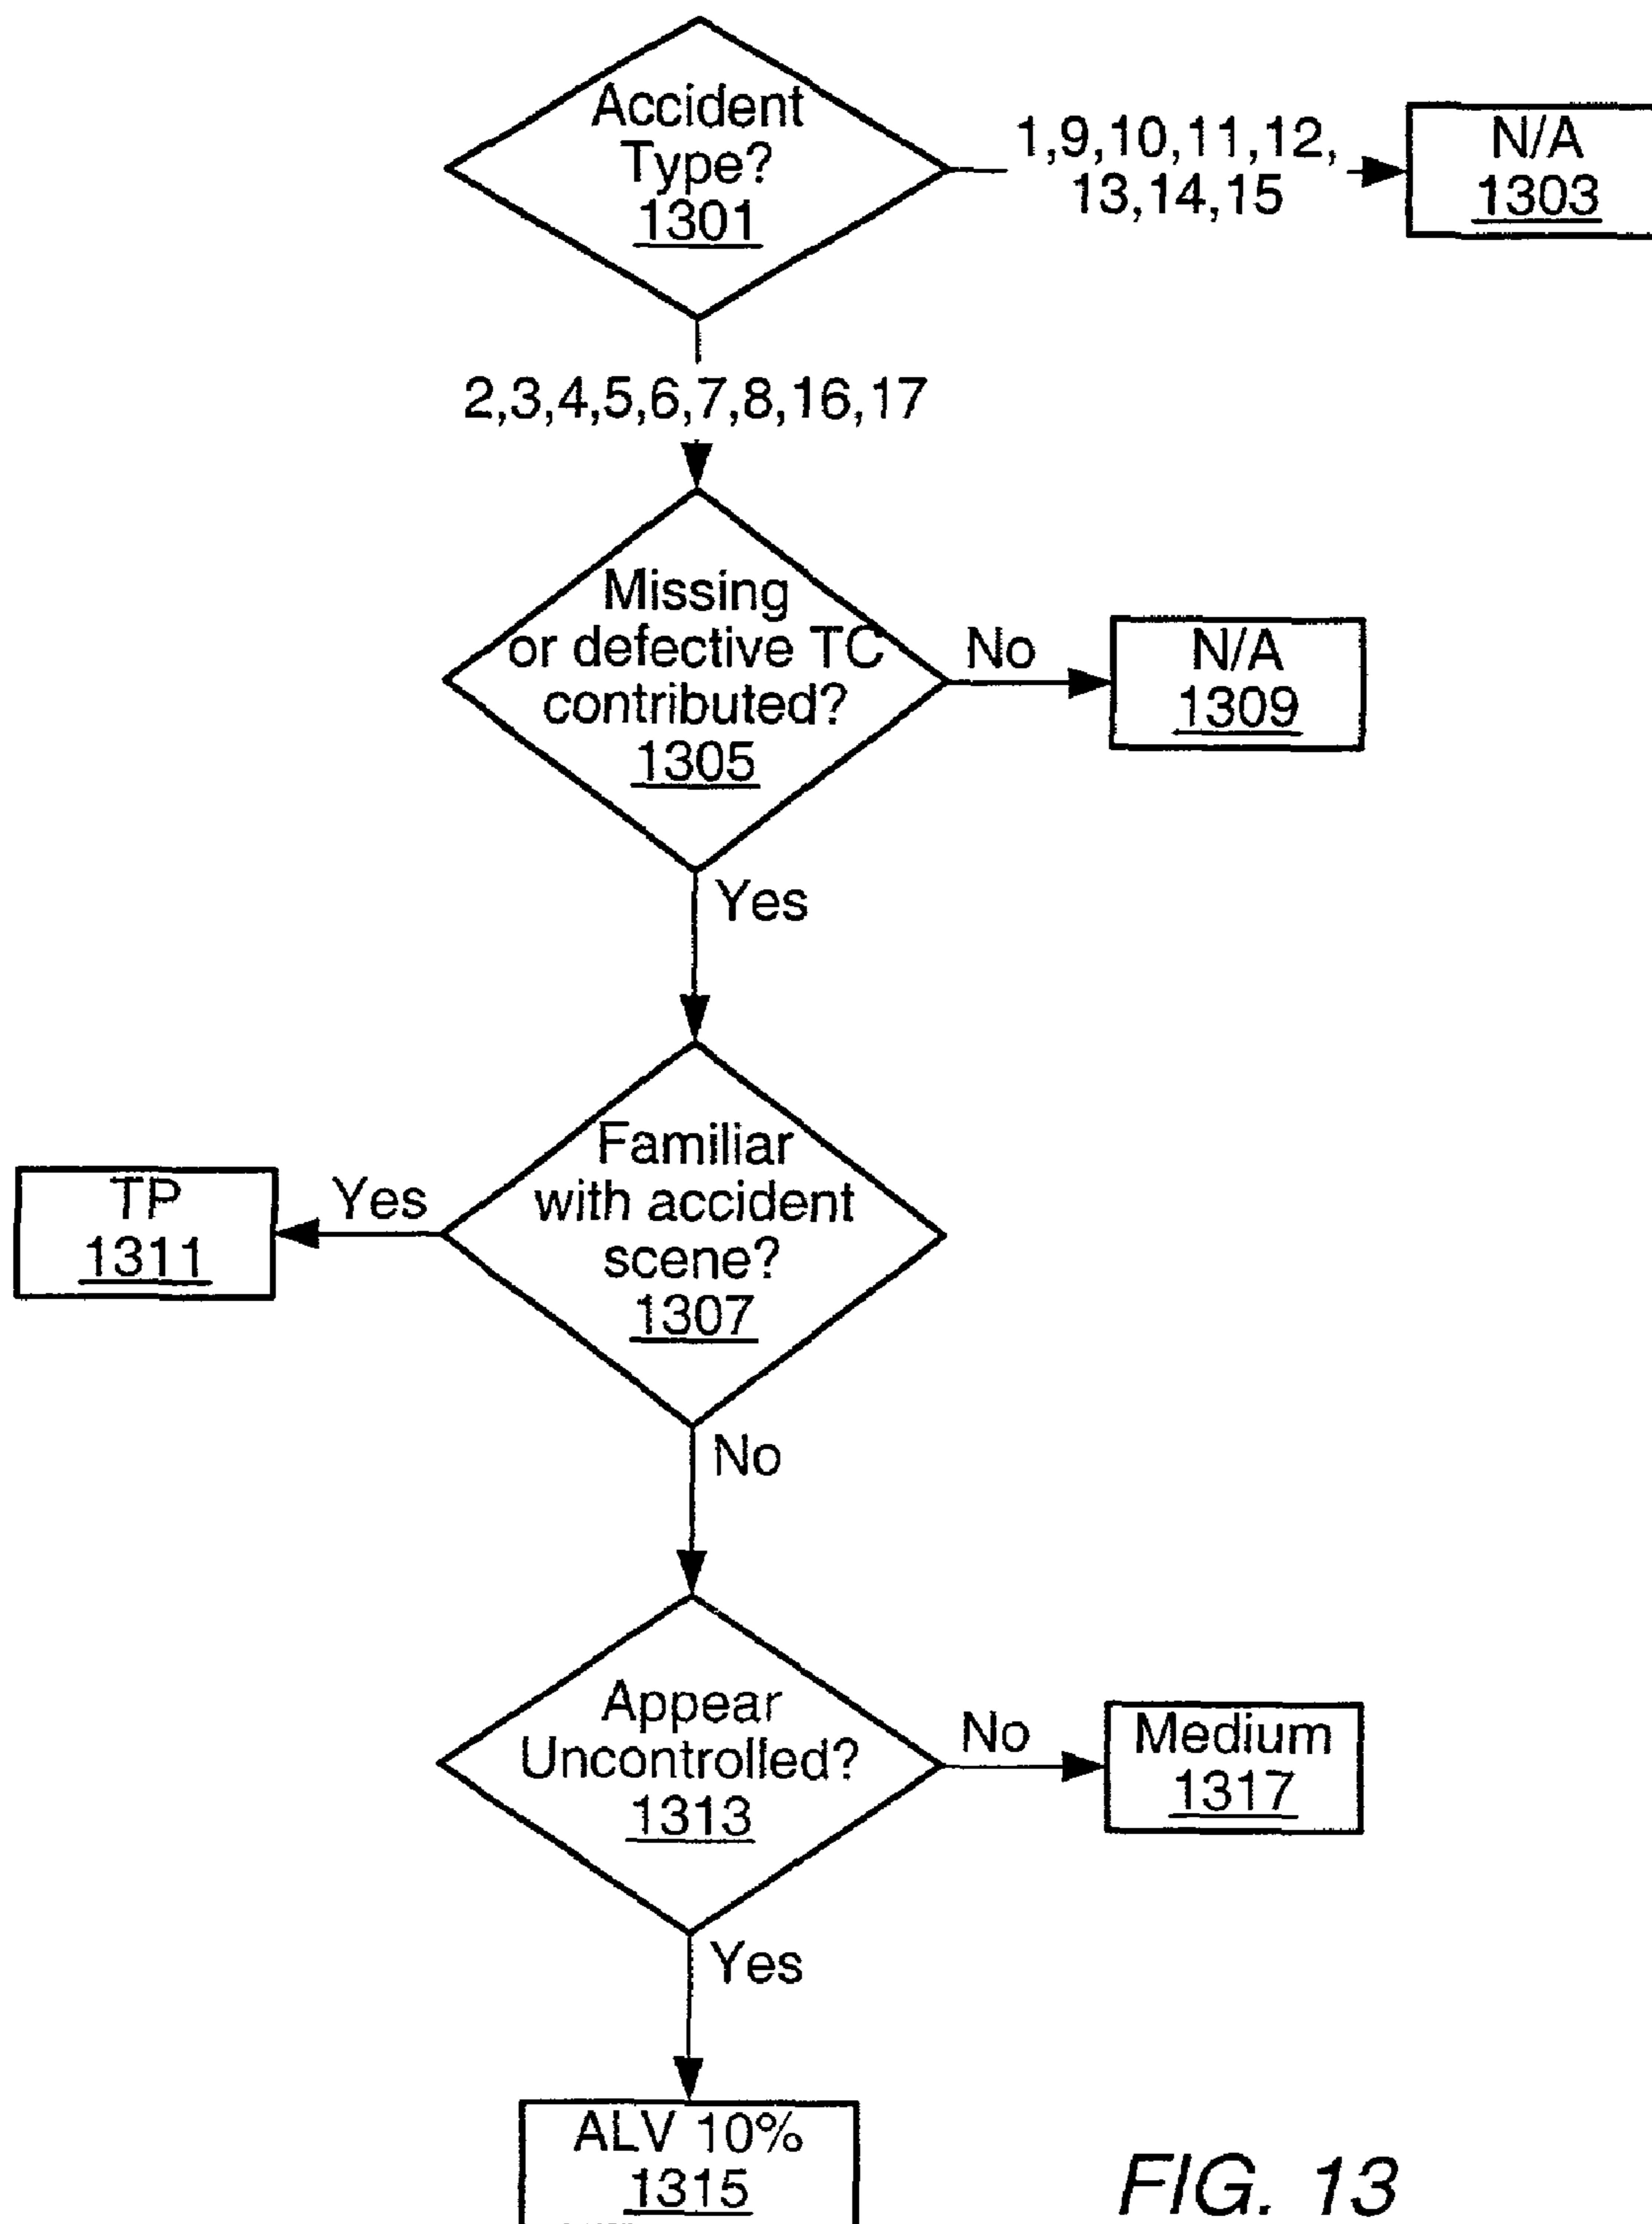 Accident
Type?
1301
1,9,10,11,12,
13,14,15
N/A
1303
2,3,4,5,6,7,8,16,17
Missing
or defective TC
contributed?
1305
No
N/A
1309
Yes
Familiar
with accident
scene?
1307
Yes
TP
1311
No
Appear
Uncontrolled?
1313
No
Medium
1317
Yes
ALV 10%
1315
FIG. 13